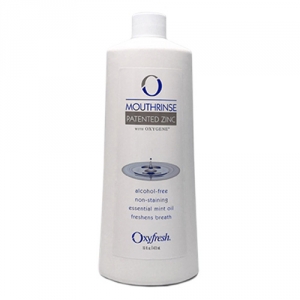 MOUTHRINSE
PATENTED ZINC
WITH OXYGENE®
alcohol-free
non-staining
essential mint oil
freshens breath
Oxyfresh.